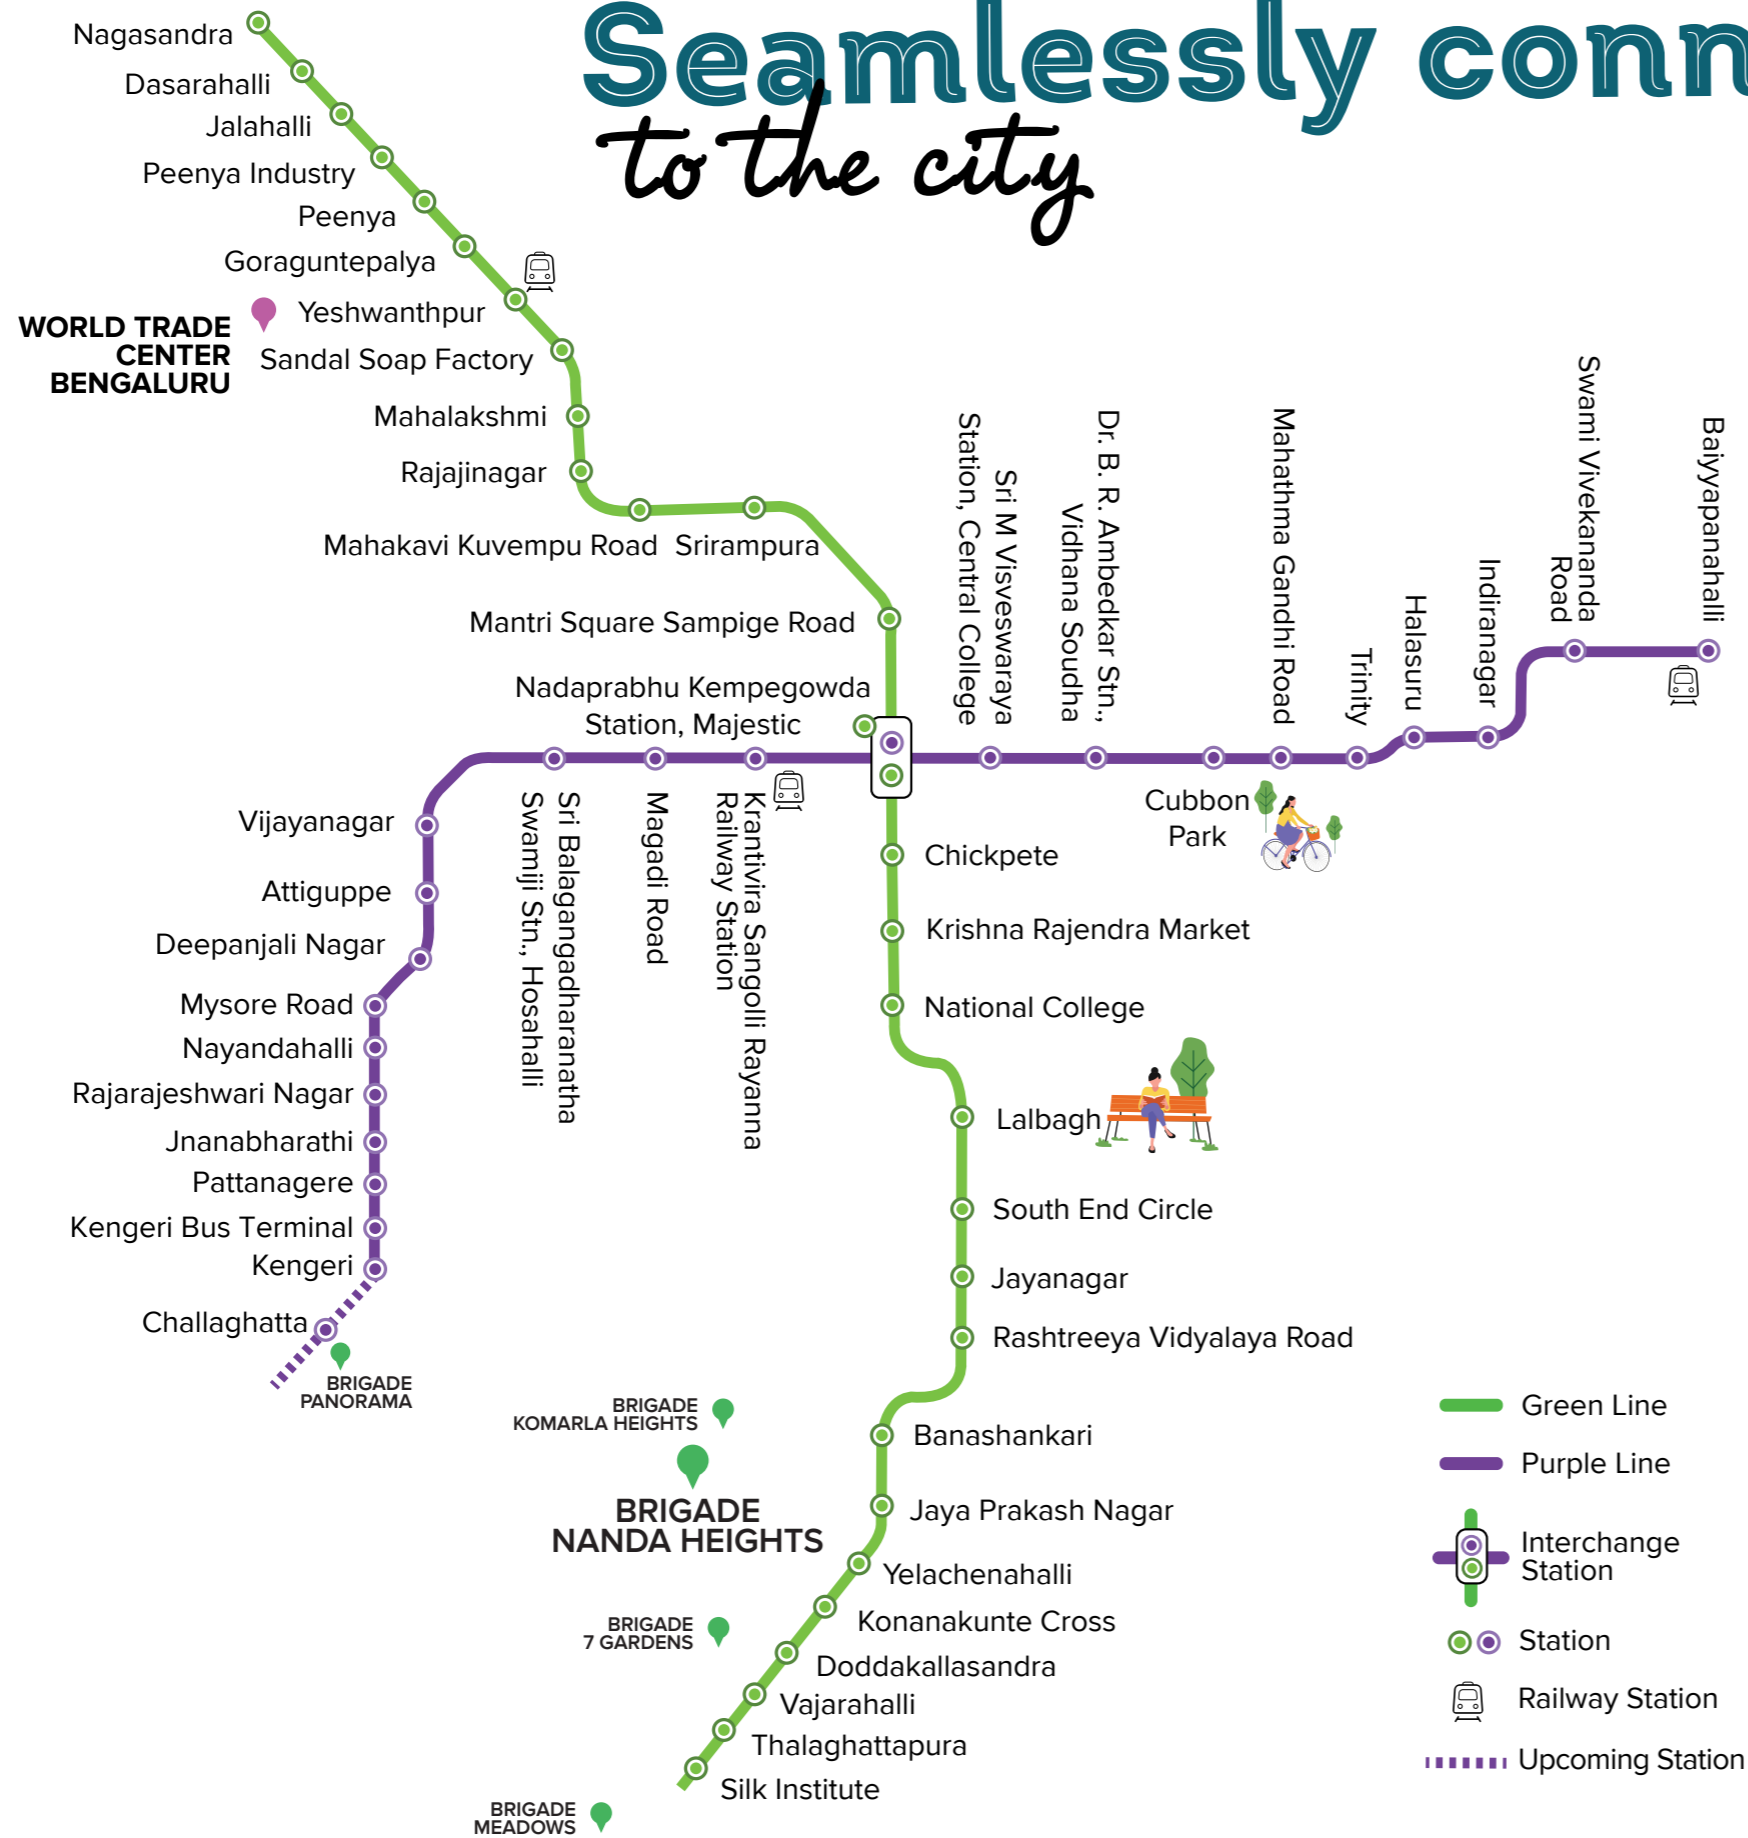 Seamlessly conn
to the city
Nagasandra
Dasarahalli
Jalahalli
Peenya Industry
Peenya
Goraguntepalya
Yeshwanthpur
WORLD TRADE
CENTER
BENGALURU
Sandal Soap Factory
Mahalakshmi
Rajajinagar
Mahakavi Kuvempu Road
Srirampura
Mantri Square Sampige Road
Nadaprabhu Kempegowda
Station, Majestic
Sri M Visveswaraya
Station, Central College
Dr. B. R. Ambedkar Stn.,
Vidhana Soudha
Cubbon
Park
Mahathma Gandhi Road
Trinity
Halasuru
Indiranagar
Swami Vivekananda
Road
Baiyyapanahalli
Krantivira Sangolli Rayanna
Railway Station
Magadi Road
Sri Balagangadharanatha
Swamiji Stn., Hosahalli
Vijayanagar
Attiguppe
Deepanjali Nagar
Mysore Road
Nayandahalli
Rajarajeshwari Nagar
Jnanabharathi
Pattanagere
Kengeri Bus Terminal
Kengeri
Challaghatta
BRIGADE
PANORAMA
Chickpete
Krishna Rajendra Market
National College
Lalbagh
South End Circle
Jayanagar
Rashtreeya Vidyalaya Road
Banashankari
Jaya Prakash Nagar
Yelachenahalli
Konanakunte Cross
Doddakallasandra
Vajarahalli
Thalaghattapura
Silk Institute
BRIGADE
KOMARLA HEIGHTS
BRIGADE
NANDA HEIGHTS
BRIGADE
7 GARDENS
BRIGADE
MEADOWS
Green Line
Purple Line
Interchange
Station
Station
Railway Station
Upcoming Station